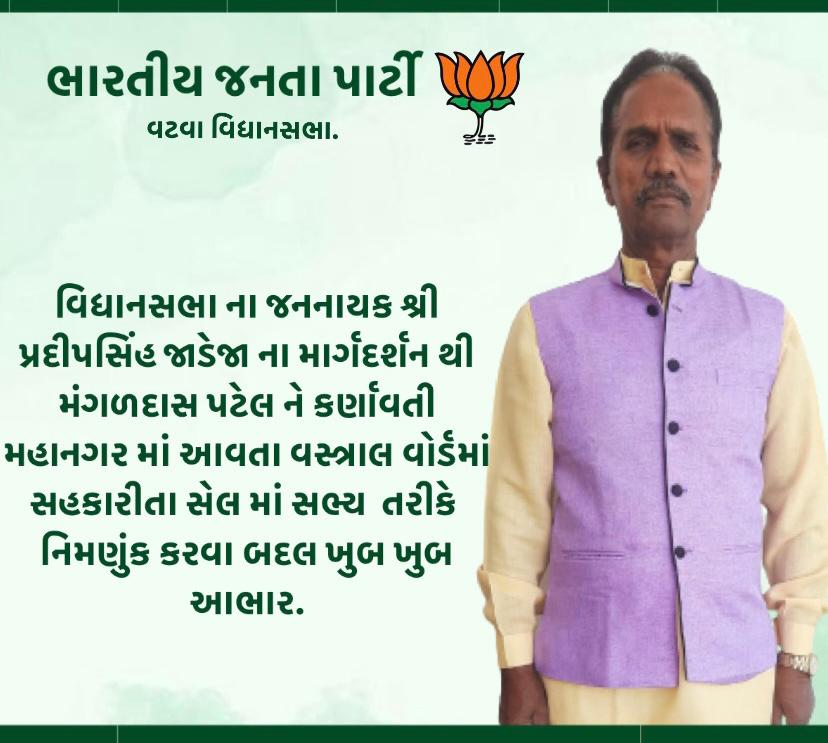 ભારતીય જનતા પાર્ટી
વટવા વિધાનસભા.
વિધાનસભા ના જનનાયક શ્રી
પ્રદીપસિંહ જાડેજા ના માર્ગદર્શન થી
મંગળદાસ પટેલ ને કર્ણાવતી
મહાનગર માં આવતા વસ્ત્રાલ વોર્ડમાં
સહકારીતા સેલ માં સભ્ય તરીકે
નિમણુંક કરવા બદલ ખુબ ખુબ
આભાર.